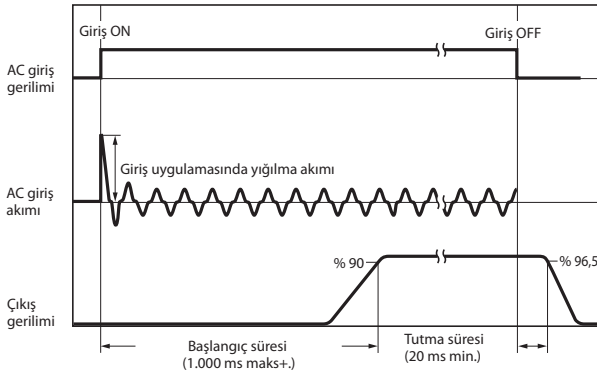 Giriş ON
Giriş OFF
AC giriş
gerilimi
Giriş uygulamasında yığılma akımı
AC giriş
akımı
% 90
% 96,5
Çıkış
gerilimi
Başlangıç süresi
(1.000 ms maks+.)
Tutma süresi
(20 ms min.)